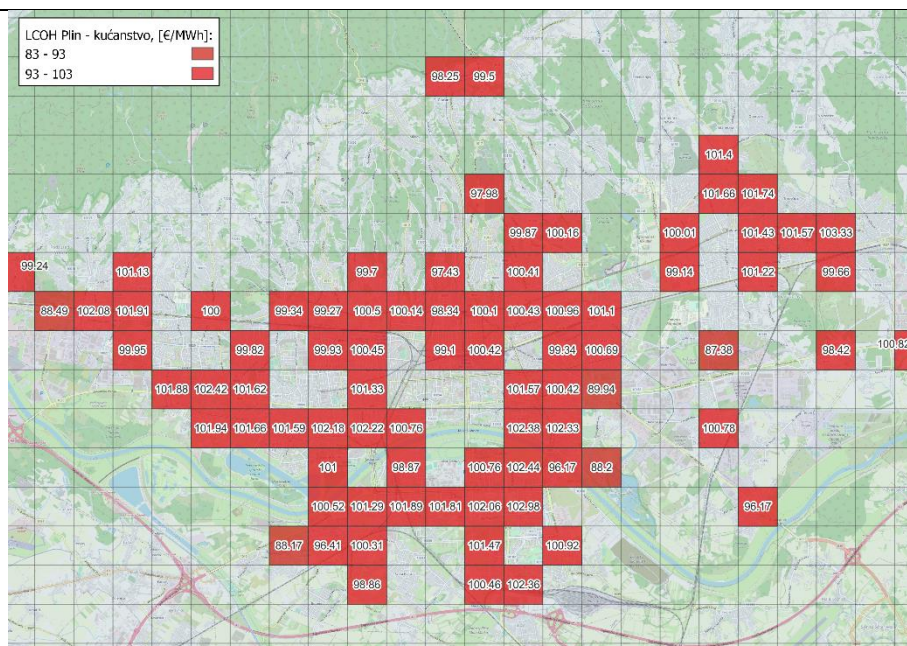 LCOH Plin - kućanstvo, [€/MWh]:
83 - 93
93 - 103
98.25 99.5
101.4
97.98 101.66 101.74
99.87 100.16 100.01 101.43 101.57 103.33
99.24 101.13 99.7 97.43 100.41 99.14 101.22 99.66
88.49 102.08 101.91 100 99.34 99.27 100.5 100.14 98.34 100.1 100.43 100.96 101.1
99.95 99.82 99.93 100.45 99.1 100.42 99.34 100.69 87.38 98.42 100.82
101.88 102.42 101.62 101.33 101.57 100.42 89.94
101.94 101.66 101.59 102.18 102.22 100.76 102.38 102.33 100.78
101 98.87 100.76 102.44 96.17 88.2
100.52 101.29 101.89 101.81 102.06 102.98 96.17
88.17 96.41 100.31 101.47 100.92
98.86 100.46 102.36